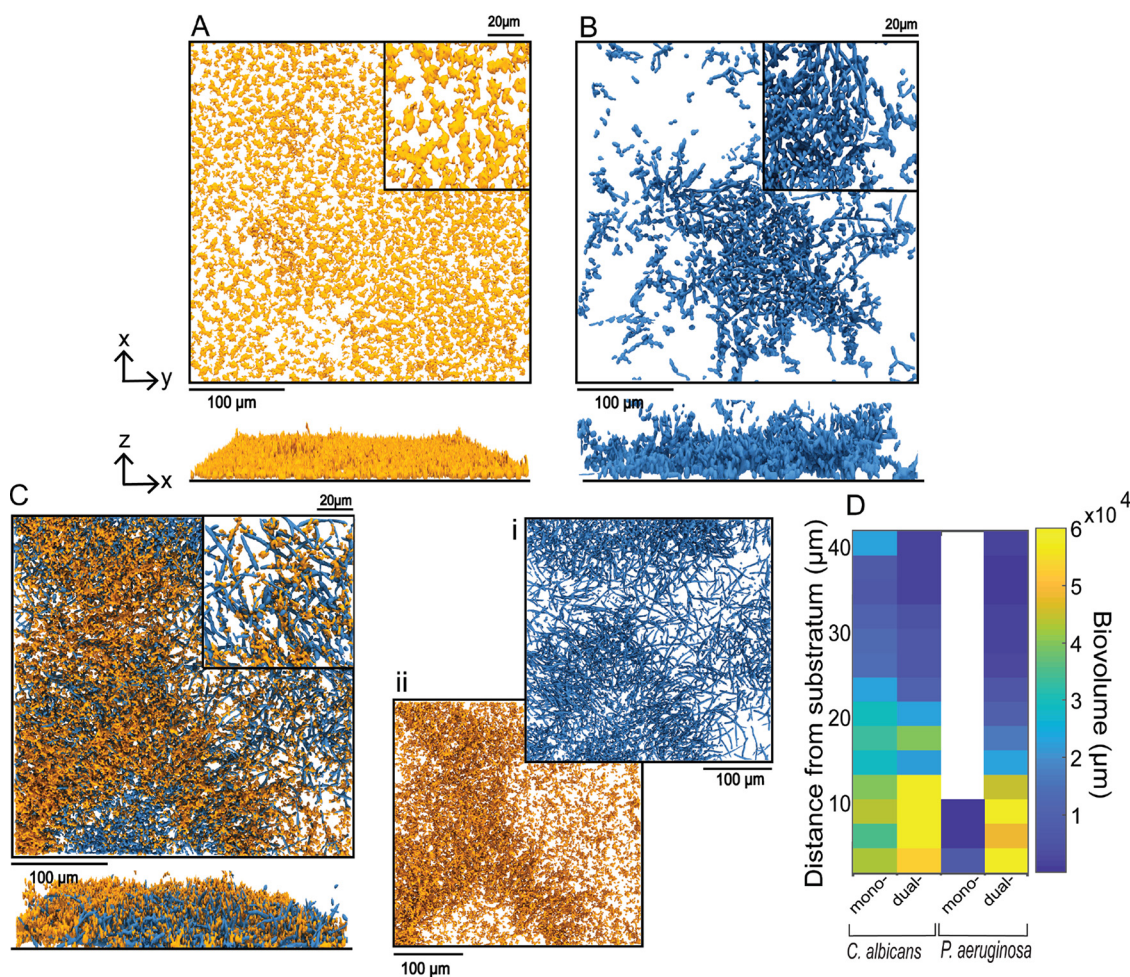 A
20µm
B
20µm
x
y
100 µm
100 µm
z
x
C
20µm
i
D
x10 4
6
5
4
3
2
1
Biovolume (µm)
40
30
20
10
Distance from substratum (µm)
ii
100 µm
100 µm
100 µm
mono-
dual-
mono-
dual-
C. albicans
P. aeruginosa